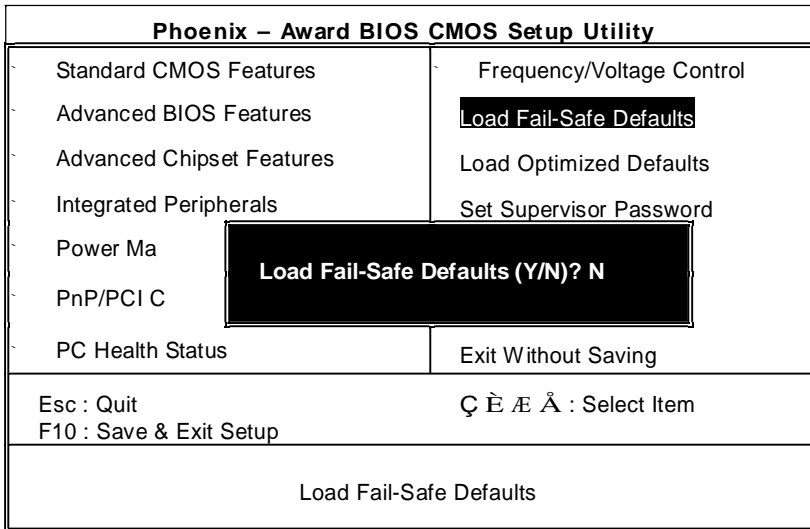 Phoenix – Award BIOS CMOS Setup Utility
` Standard CMOS Features
` Advanced BIOS Features
` Advanced Chipset Features
` Integrated Peripherals
Power Ma
` PnP/PCI C
` PC Health Status
` Frequency/Voltage Control
Load Fail-Safe Defaults
Load Optimized Defaults
Set Supervisor Password
Exit Without Saving
Load Fail-Safe Defaults (Y/N)? N
Esc : Quit
F10 : Save & Exit Setup
Ç È Æ Å : Select Item
Load Fail-Safe Defaults